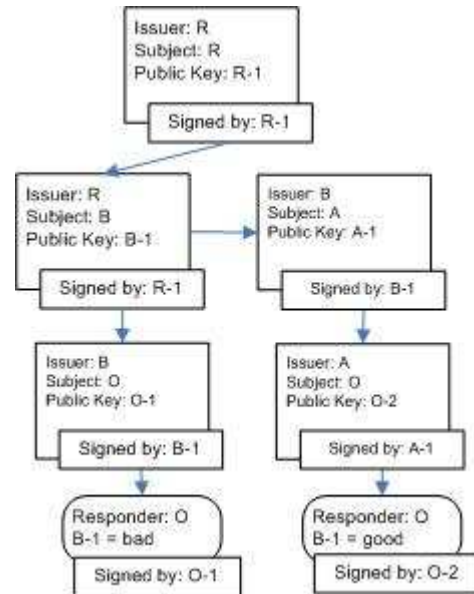 Issuer: R
Subject: R
Public Key: R-1
Signed by: R-1
Issuer: R
Subject: B
Public Key: B-1
Signed by: R-1
Issuer: B
Subject: A
Public Key: A-1
Signed by: B-1
Issuer: B
Subject: O
Public Key: O-1
Signed by: B-1
Issuer: A
Subject: O
Public Key: O-2
Signed by: A-1
Responder: O
B-1 = bad
Signed by: O-1
Responder: O
B-1 = good
Signed by: O-2